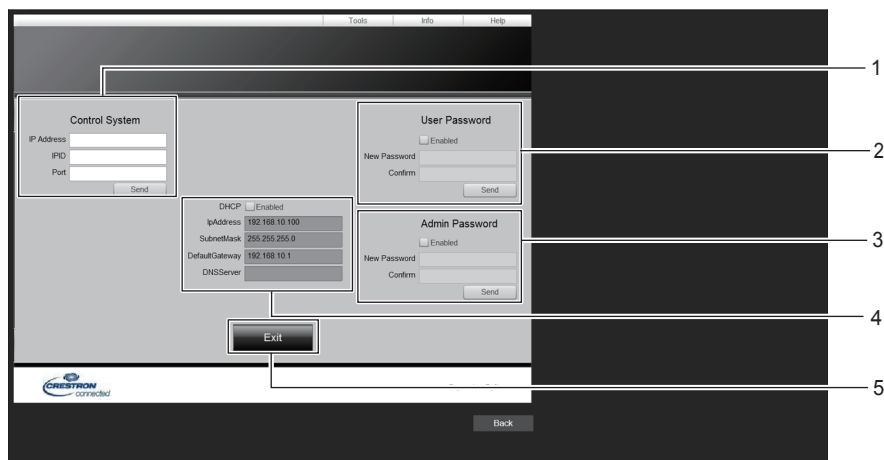 Tools Info Help
1
Control System
IP Address
IPID
Port
Send
User Password
Enabled
New Password
Confirm
Send
2
DHCP Enabled
IpAddress 192.168.10.100
SubnetMask 255.255.255.0
DefaultGateway 192.168.10.1
DNSServer
Admin Password
Enabled
New Password
Confirm
Send
3
4
Exit
5
CRESTRON
connected
Back